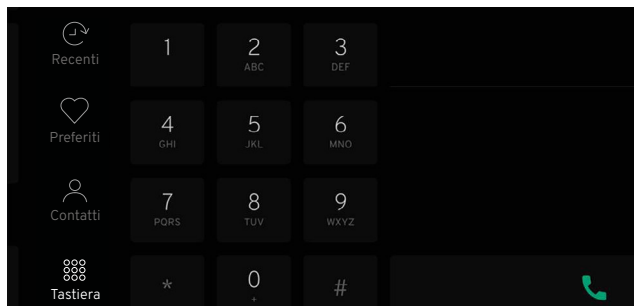 Recenti
1
2
3
ABC
DEF
Preferiti
4
5
6
GHI
JKL
MNO
Contatti
7
8
9
PQRS
TUV
WXYZ
Tastiera
*
0
#
+